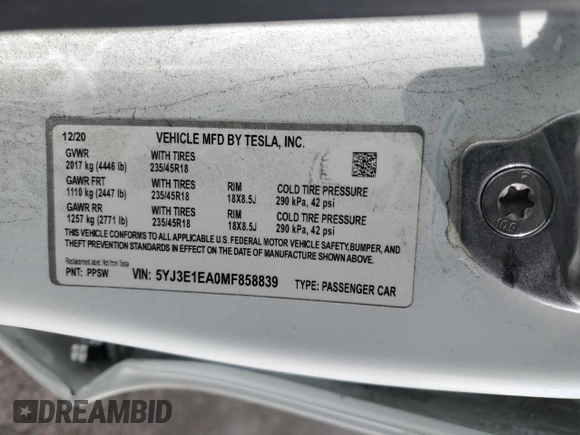 12/20 VEHICLE MFD BY TESLA, INC.
GVWR WITH TIRES
2017 kg (4446 lb) 235/45R18
GAWR FRT WITH TIRES RIM COLD TIRE PRESSURE
1110 kg (2447 lb) 235/45R18 18X8.5J 290 kPa, 42 psi
GAWR RR WITH TIRES RIM COLD TIRE PRESSURE
1257 kg (2771 lb) 235/45R18 18X8.5J 290 kPa, 42 psi
THIS VEHICLE CONFORMS TO ALL APPLICABLE U.S. FEDERAL MOTOR VEHICLE SAFETY,BUMPER, AND
THEFT PREVENTION STANDARDS IN EFFECT ON THE DATE OF MANUFACTURE SHOWN ABOVE.
Replacement label: Not from Tesla
PNT: PPSW VIN: 5YJ3E1EA0MF858839 TYPE: PASSENGER CAR
DREAMBID